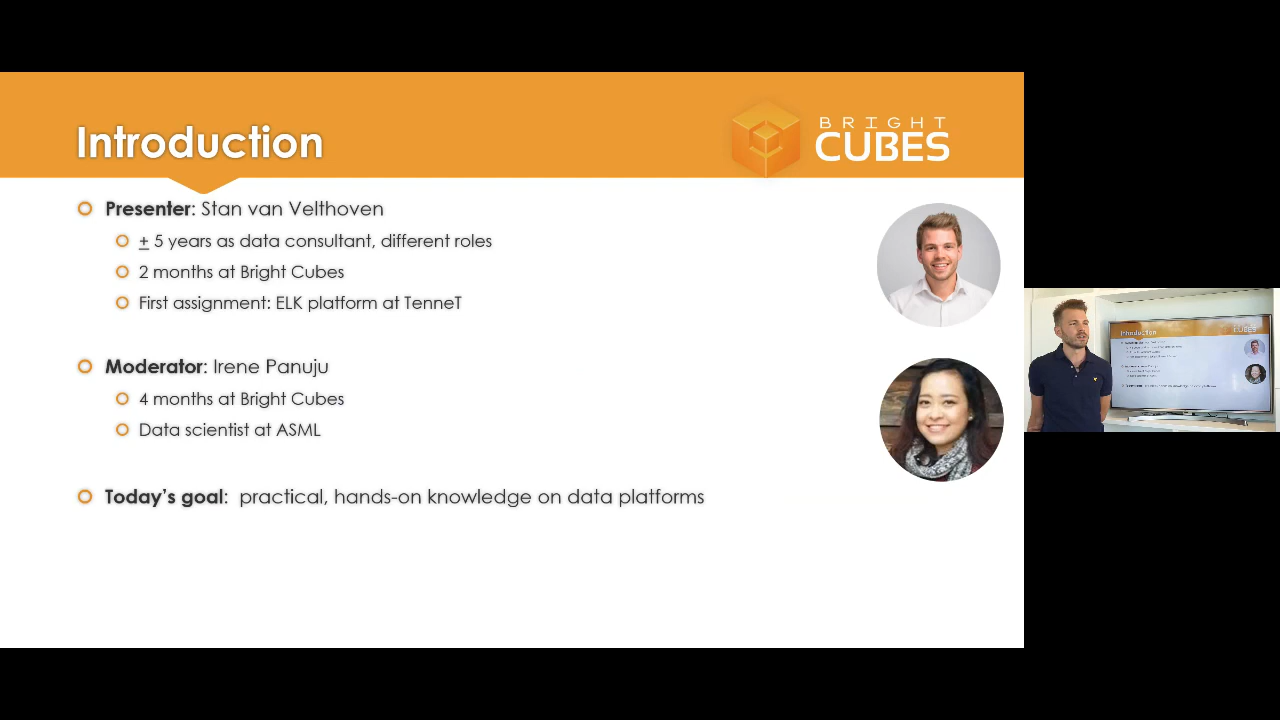 Introduction
BRIGHT
CUBES
Presenter: Stan van Velthoven
± 5 years as data consultant, different roles
2 months at Bright Cubes
First assignment: ELK platform at TenneT
Moderator: Irene Panuju
4 months at Bright Cubes
Data scientist at ASML
Today's goal: practical, hands-on knowledge on data platforms
Introduction
CUBES